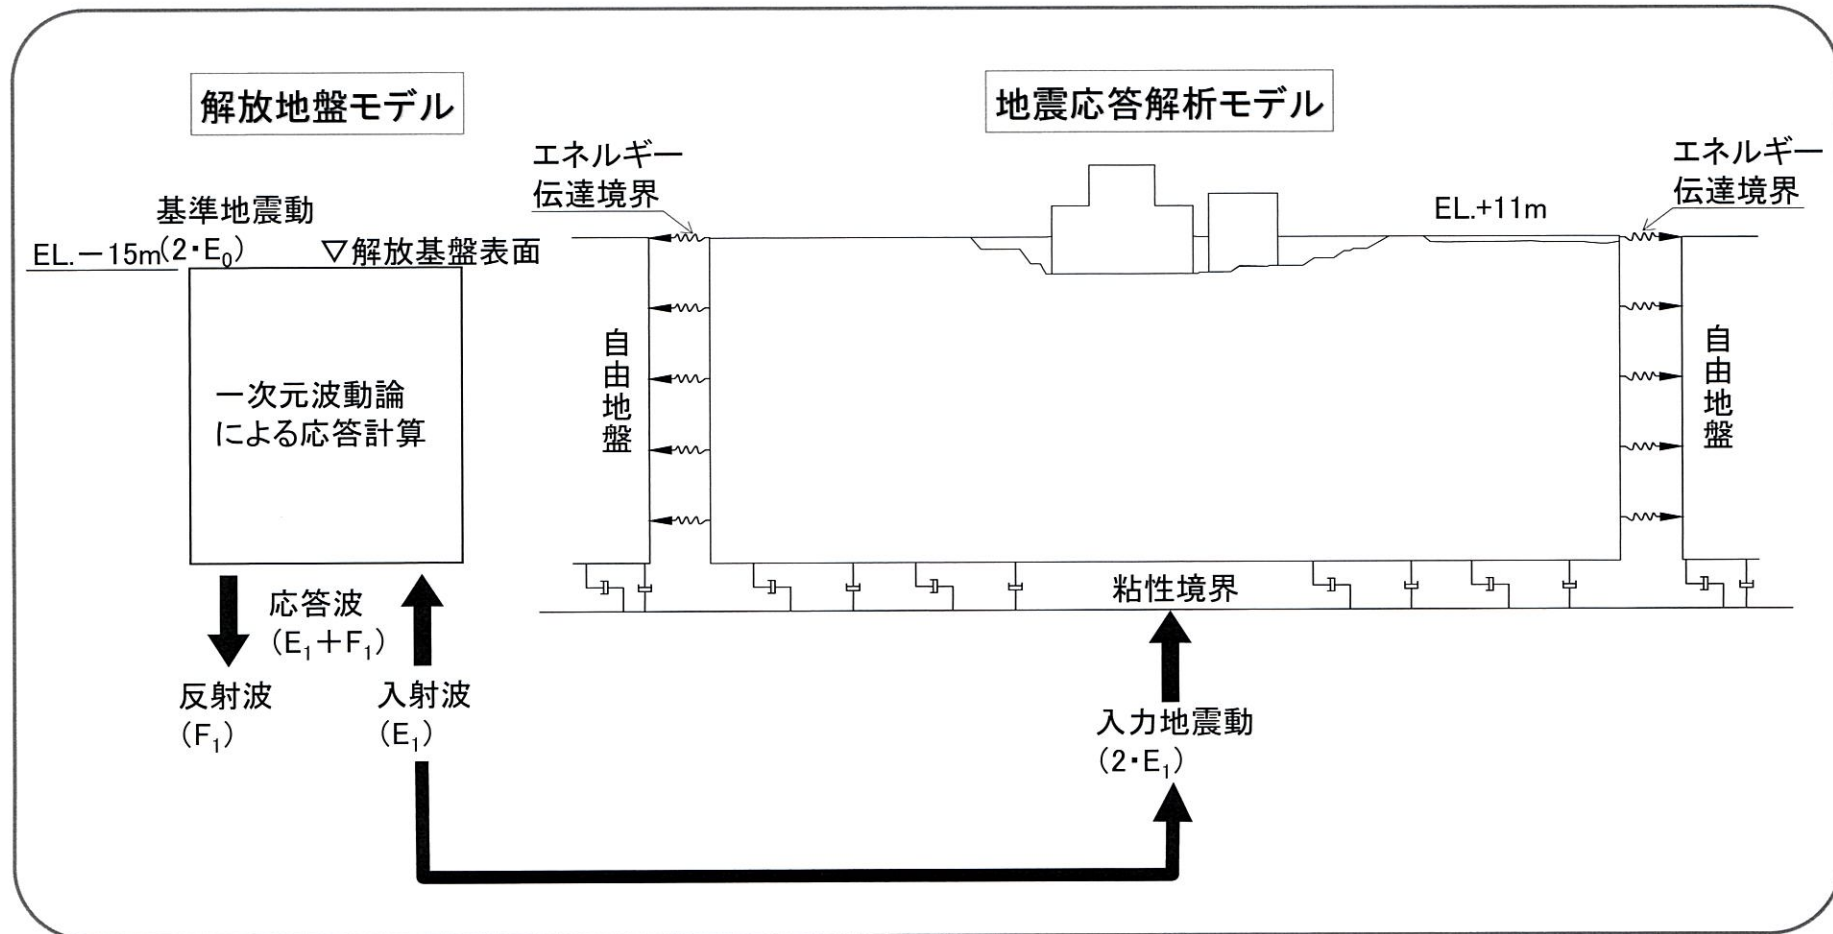 解放地盤モデル
基準地震動
(2・E₀)
EL.－15m
▽解放基盤表面
一次元波動論
による応答計算
応答波
(E₁＋F₁)
反射波
(F₁)
入射波
(E₁)
地震応答解析モデル
エネルギー
伝達境界
エネルギー
伝達境界
EL.+11m
自由地盤
自由地盤
粘性境界
入力地震動
(2・E₁)